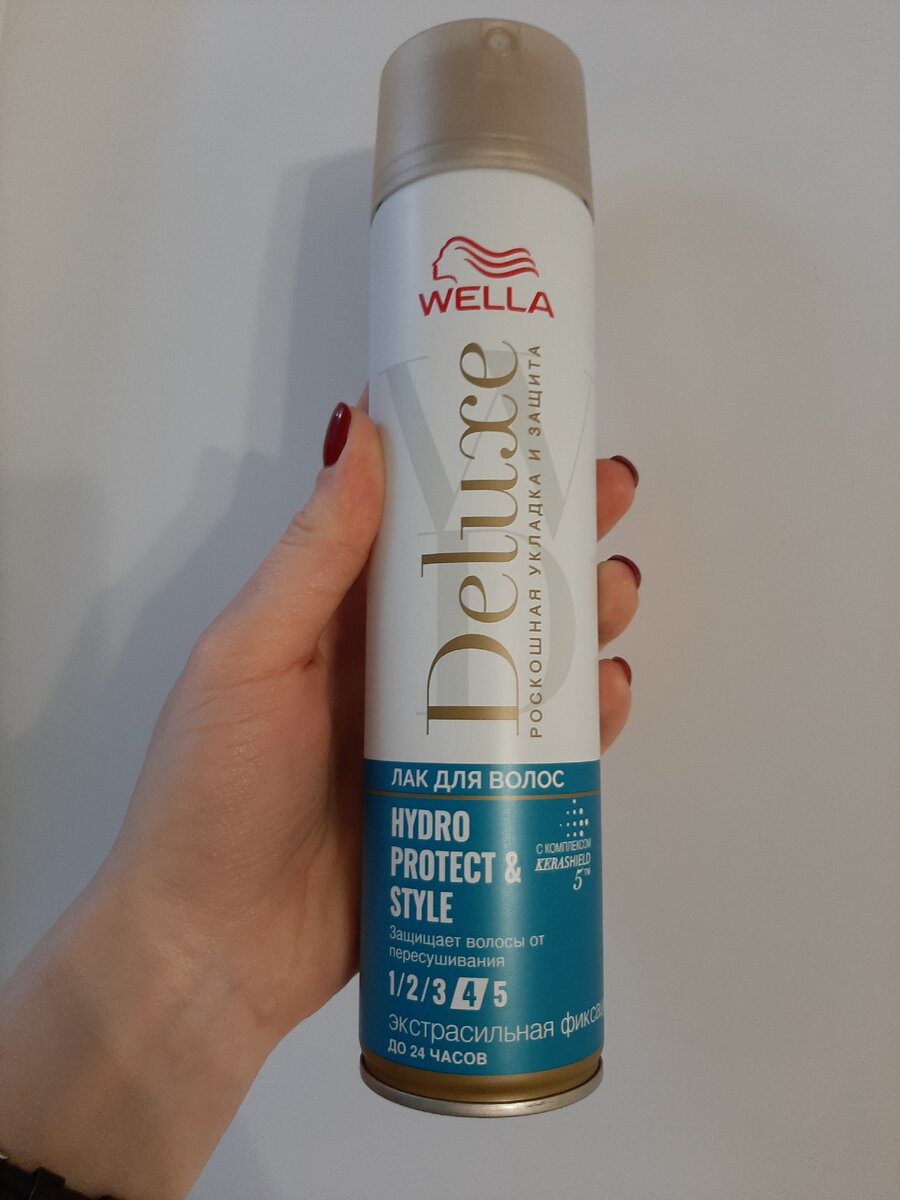 WELLA
Deluxe
РОСКОШНАЯ УКЛАДКА И ЗАЩИТА
ЛАК ДЛЯ ВОЛОС
HYDRO
PROTECT &
STYLE
С КОМПЛЕКСОМ
KERASHIELD
5™
Защищает волосы от
пересушивания
1/2/3 4 5
экстрасильная
ДО 24 ЧАСОВ